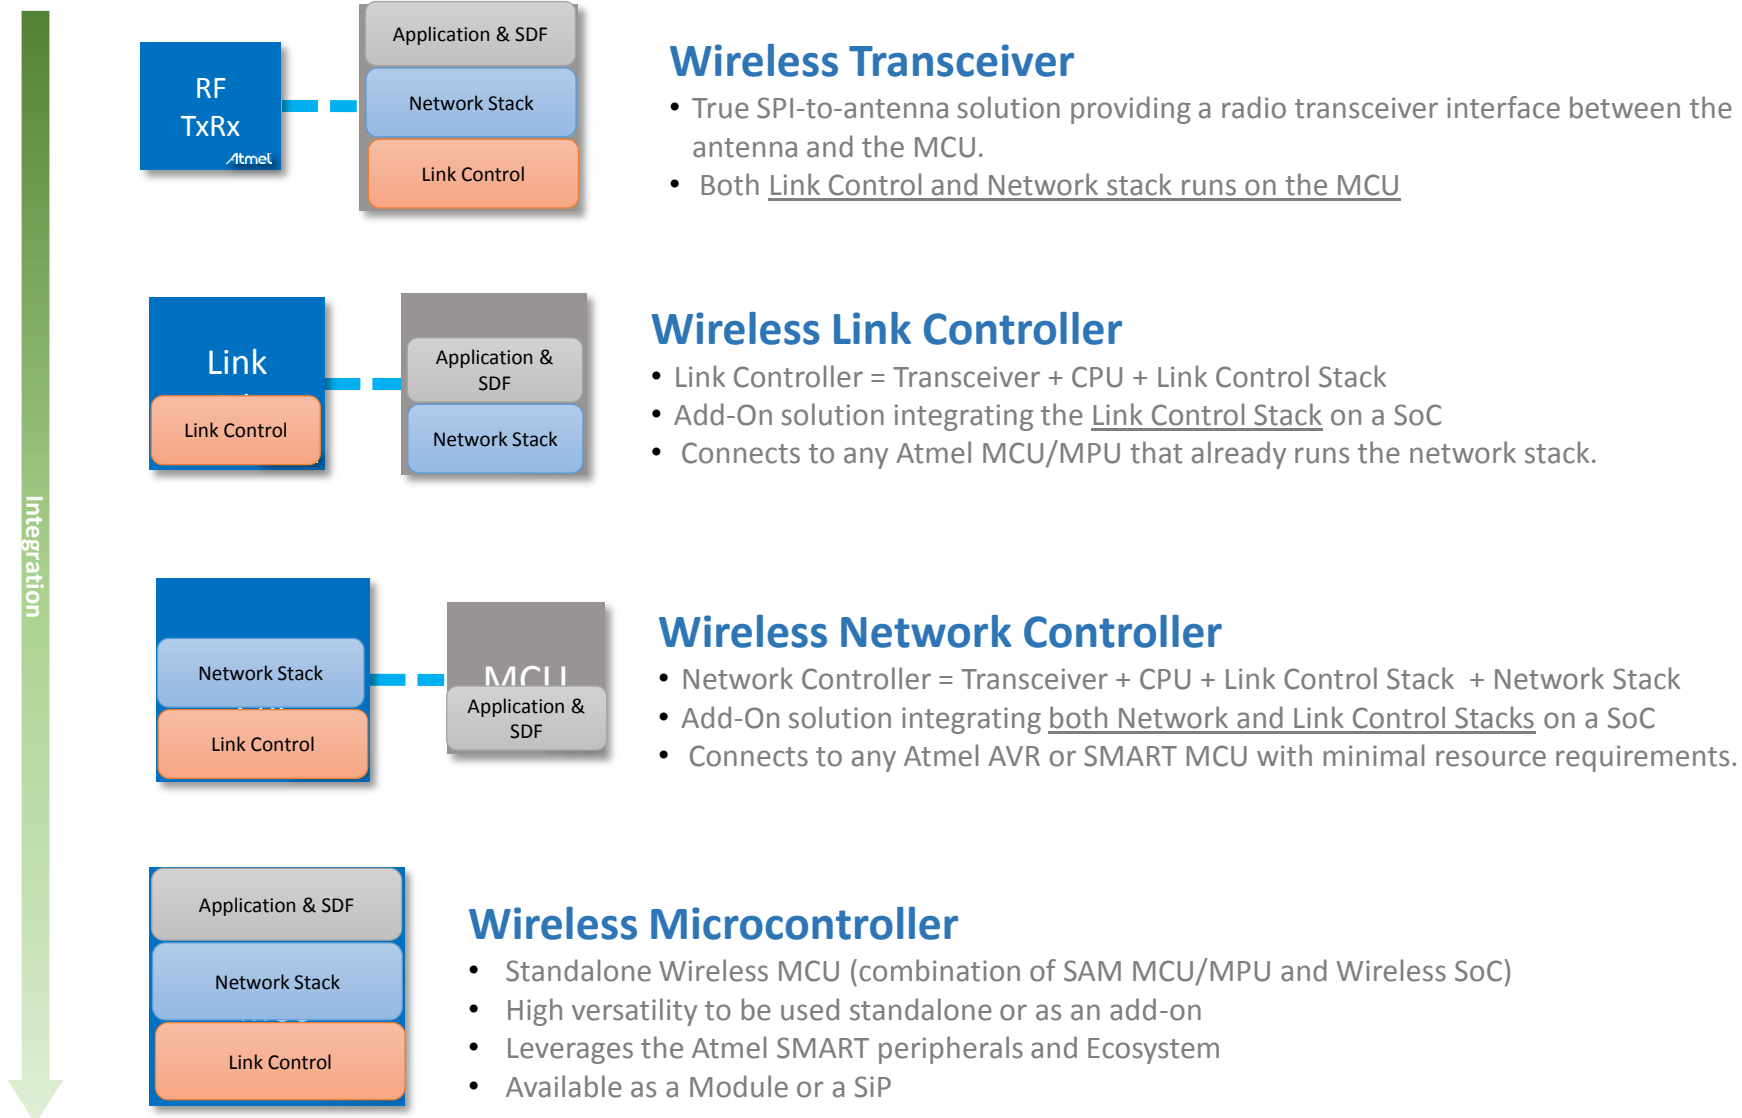 Integration
RF
TxRx
Atmel
Application & SDF
Network Stack
Link Control
Wireless Transceiver
• True SPI-to-antenna solution providing a radio transceiver interface between the
antenna and the MCU.
• Both Link Control and Network stack runs on the MCU
Link
Link Control
Application &
SDF
Network Stack
Wireless Link Controller
• Link Controller = Transceiver + CPU + Link Control Stack
• Add-On solution integrating the Link Control Stack on a SoC
• Connects to any Atmel MCU/MPU that already runs the network stack.
Network Stack
Link Control
MCU
Application &
SDF
Wireless Network Controller
• Network Controller = Transceiver + CPU + Link Control Stack + Network Stack
• Add-On solution integrating both Network and Link Control Stacks on a SoC
• Connects to any Atmel AVR or SMART MCU with minimal resource requirements.
Application & SDF
Network Stack
Link Control
Wireless Microcontroller
• Standalone Wireless MCU (combination of SAM MCU/MPU and Wireless SoC)
• High versatility to be used standalone or as an add-on
• Leverages the Atmel SMART peripherals and Ecosystem
• Available as a Module or a SiP